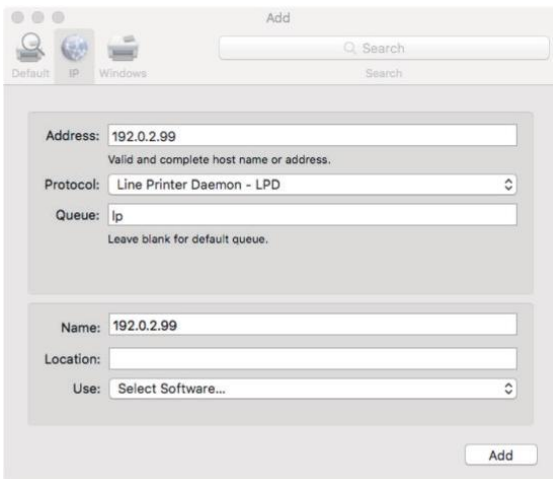 Add
Search
Default IP Windows Search
Address: 192.0.2.99
Valid and complete host name or address.
Protocol: Line Printer Daemon - LPD
Queue: lp
Leave blank for default queue.
Name: 192.0.2.99
Location:
Use: Select Software...
Add